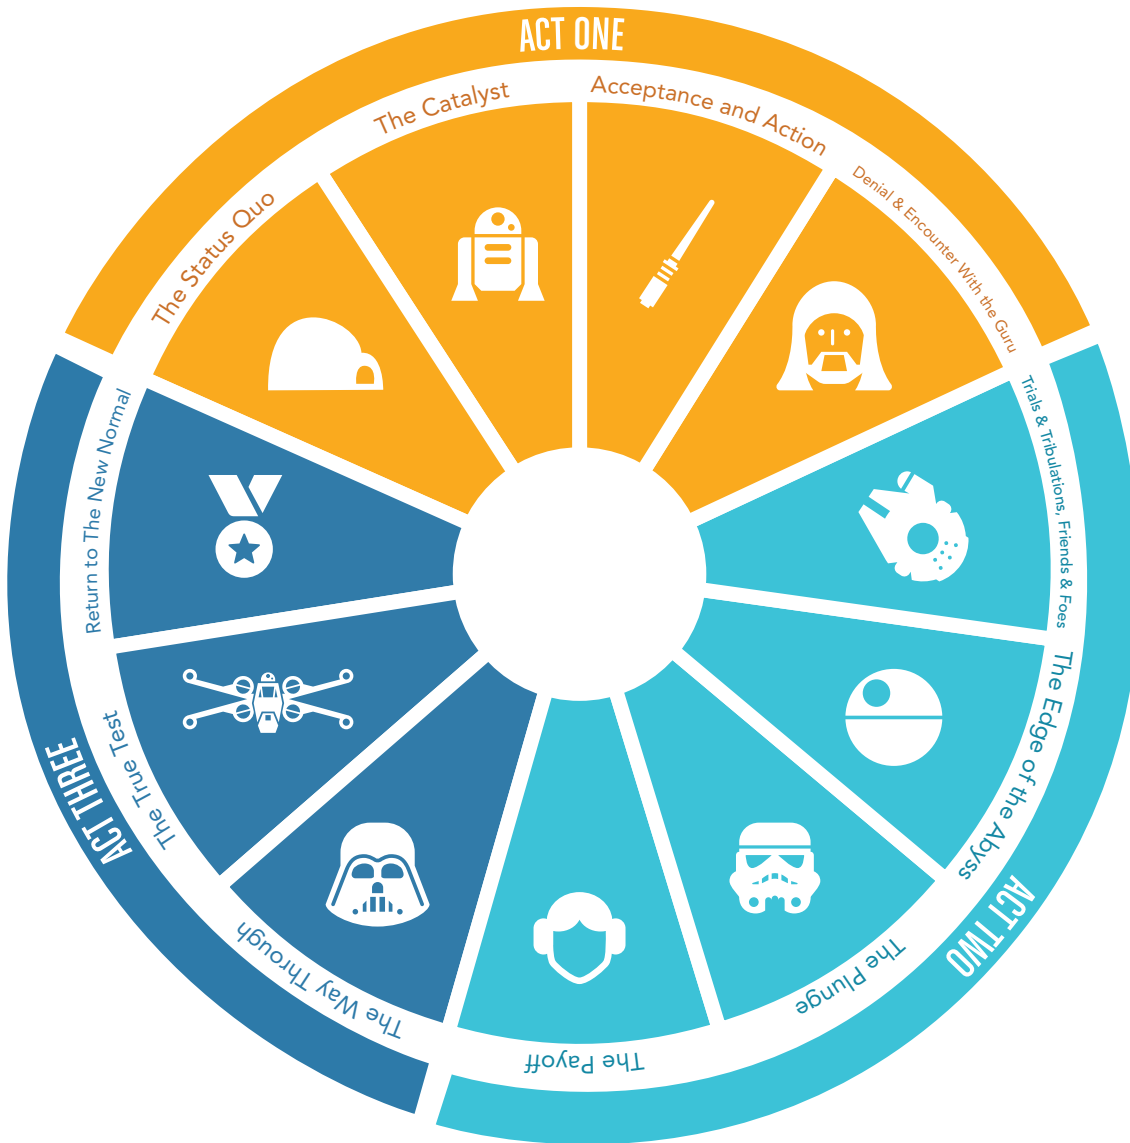 ACT ONE
The Status Quo
The Catalyst
Acceptance and Action
Denial & Encounter With the Guru
ACT TWO
Trials & Tribulations, Friends & Foes
The Edge of the Abyss
The Plunge
The Payoff
ACT THREE
The Way Through
The True Test
Return to The New Normal